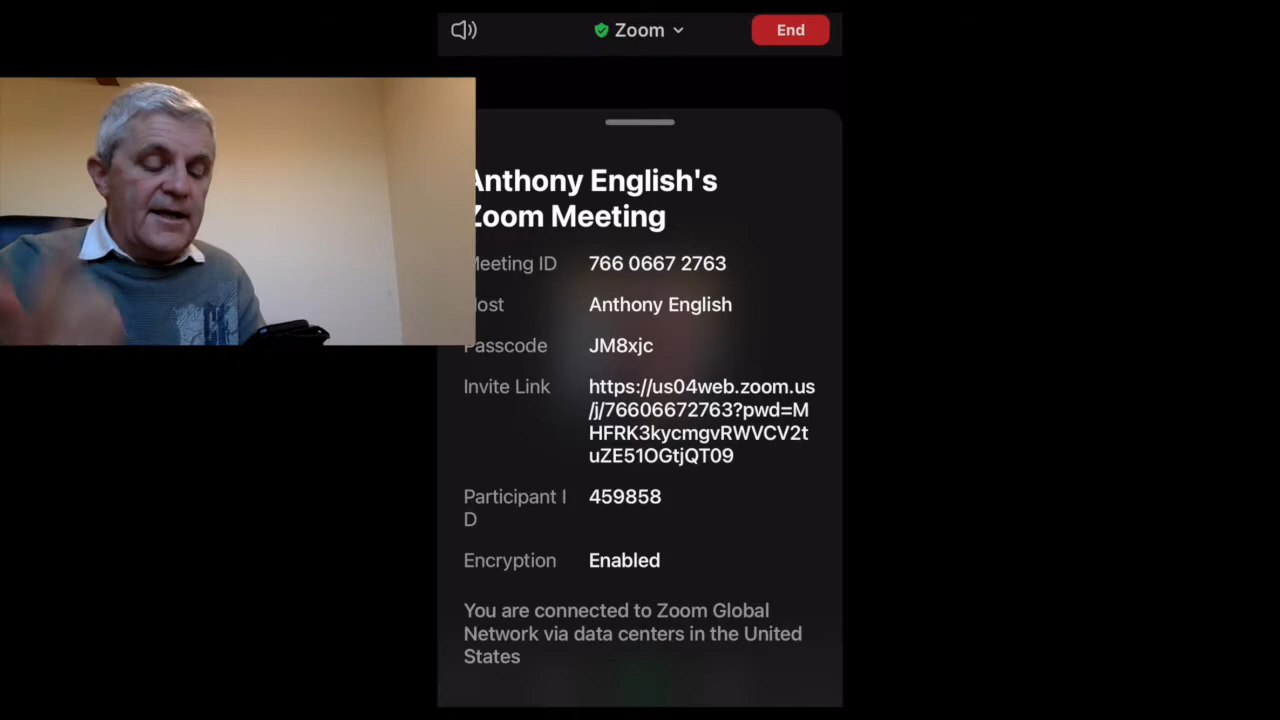 Zoom
End
Anthony English's
Zoom Meeting
Meeting ID 766 0667 2763
Host Anthony English
Passcode JM8xjc
Invite Link https://us04web.zoom.us
/j/76606672763?pwd=M
HFRK3kycmgvRWVCV2t
uZE51OGtjQT09
Participant I 459858
D
Encryption Enabled
You are connected to Zoom Global
Network via data centers in the United
States